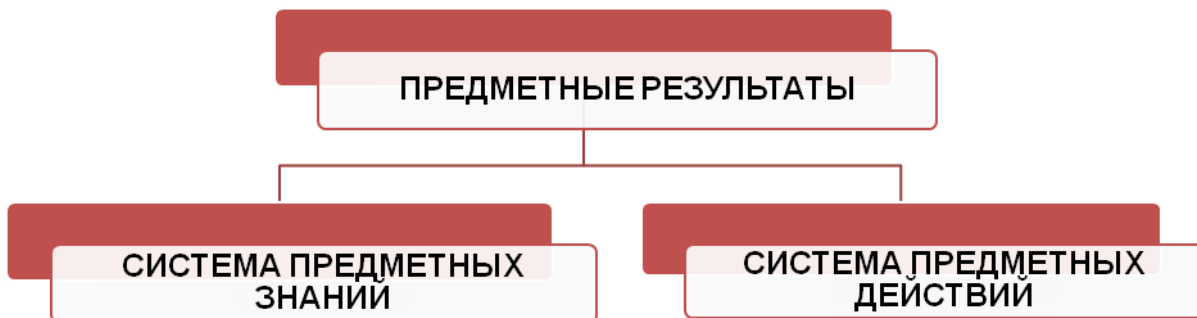 ПРЕДМЕТНЫЕ РЕЗУЛЬТАТЫ
СИСТЕМА ПРЕДМЕТНЫХ
ЗНАНИЙ
СИСТЕМА ПРЕДМЕТНЫХ
ДЕЙСТВИЙ